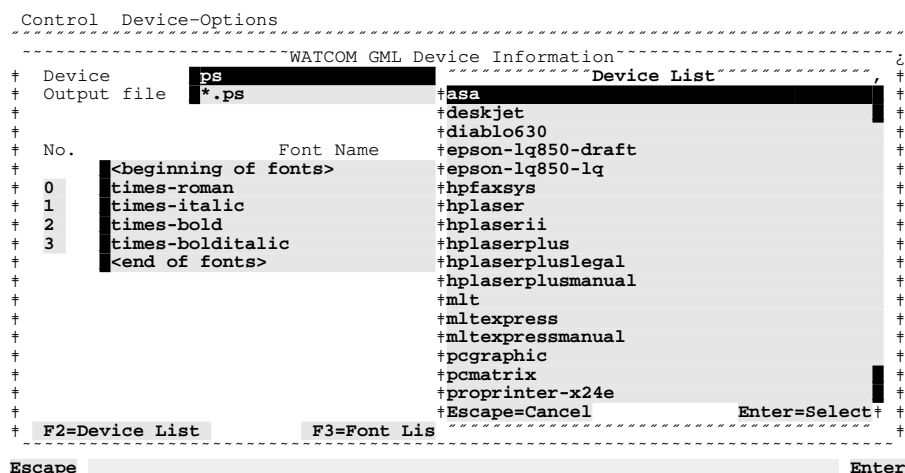 Control Device-Options
WATCOM GML Device Information
Device ps Device List
Output file *.ps asa
deskjet
diablo630
No. Font Name epson-lq850-draft
<beginning of fonts> epson-lq850-lq
0 times-roman hpfaxsys
1 times-italic hplaser
2 times-bold hplaserii
3 times-bolditalic hplaserplus
<end of fonts> hplaserpluslegal
hplaserplusmanual
mlt
mltexpress
mltexpressmanual
pcgraphic
pcmatrix
proprinter-x24e
Escape=Cancel Enter=Select
F2=Device List F3=Font Lis
Escape Enter